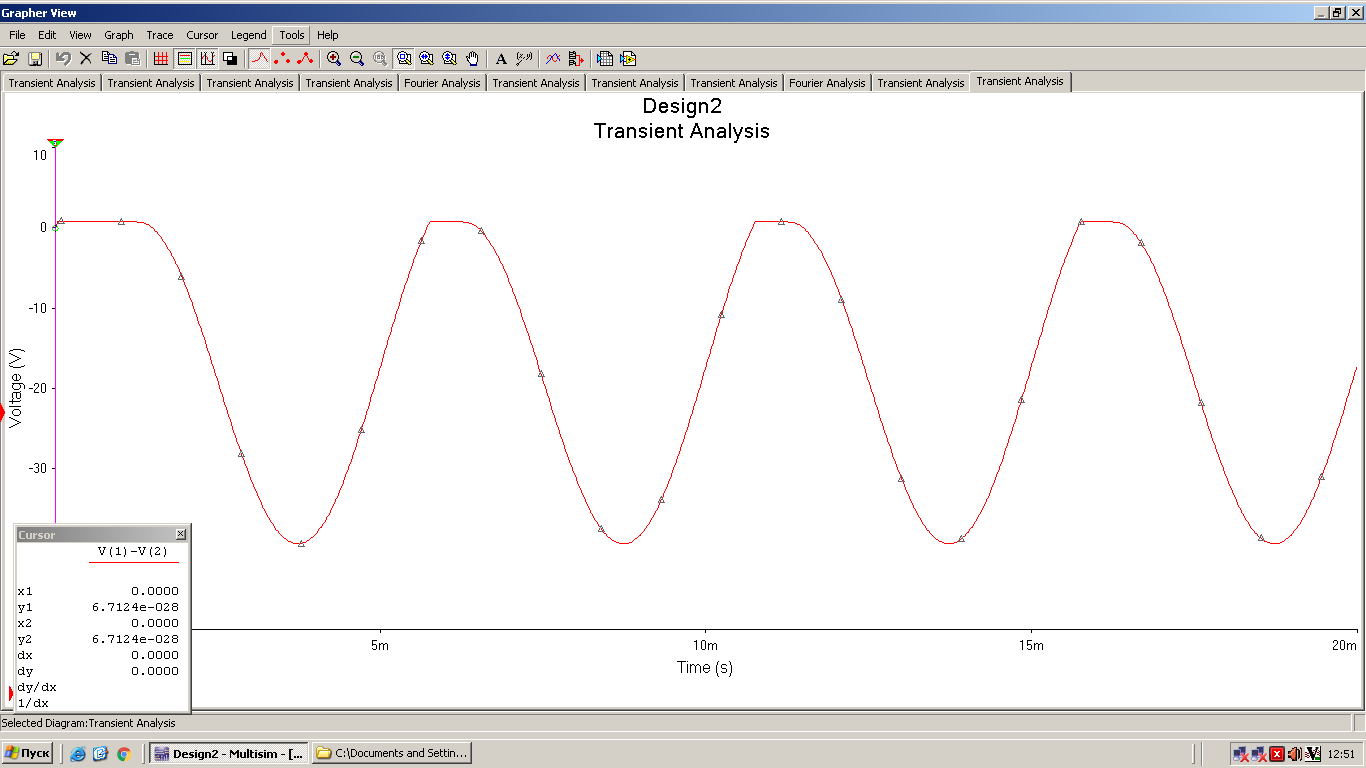 Grapher View
File Edit View Graph Trace Cursor Legend Tools Help
A
Transient Analysis Transient Analysis Transient Analysis Transient Analysis Fourier Analysis Transient Analysis Transient Analysis Transient Analysis Fourier Analysis Transient Analysis Transient Analysis
Design2
Transient Analysis
10
0
-10
-20
-30
Voltage (V)
5m 10m 15m 20m
Time (s)
Cursor
V(1)-V(2)
x1 0.0000
y1 6.7124e-028
x2 0.0000
y2 6.7124e-028
dx 0.0000
dy 0.0000
dy/dx
1/dx
Selected Diagram:Transient Analysis
Пуск Design2 - Multisim - [... C:\Documents and Settin... 12:51